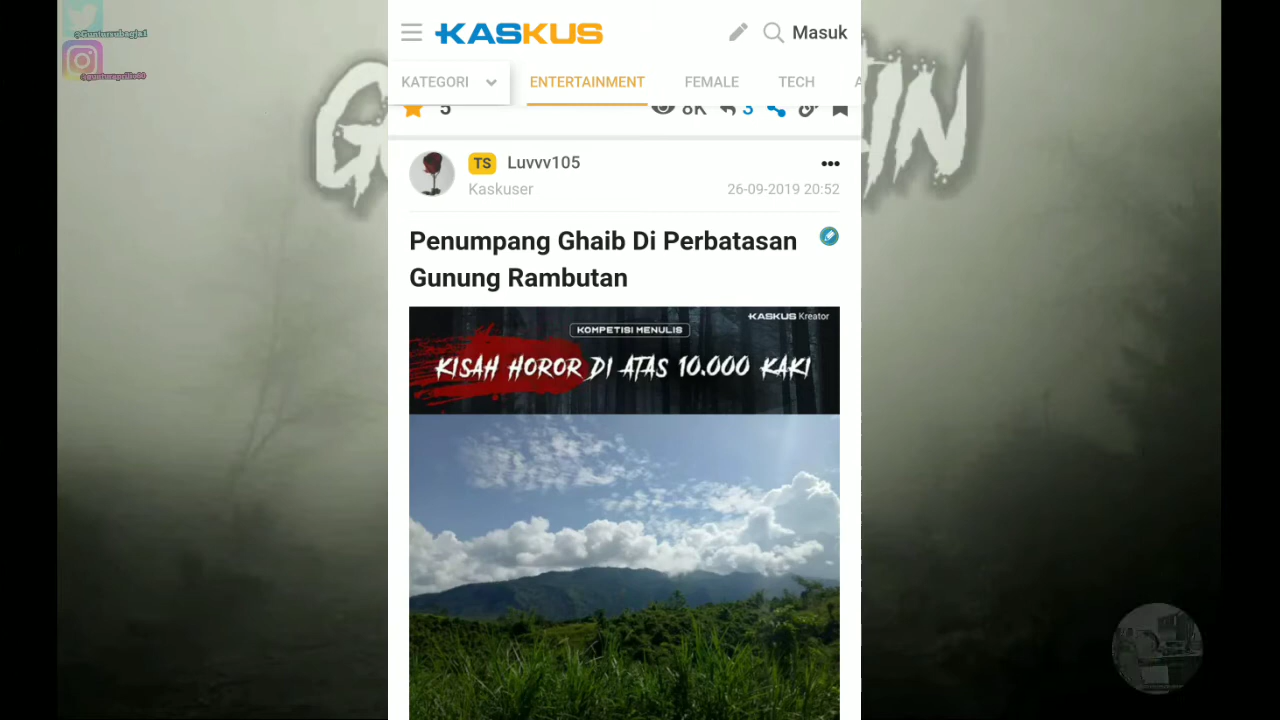 KASKUS
Masuk
KATEGORI
ENTERTAINMENT
FEMALE
TECH
5
8K
3
TS Luvvv105
Kaskuser
26-09-2019 20:52
Penumpang Ghaib Di Perbatasan
Gunung Rambutan
KASKUS Kreator
KOMPETISI MENULIS
KISAH HOROR DI ATAS 10.000 KAKI